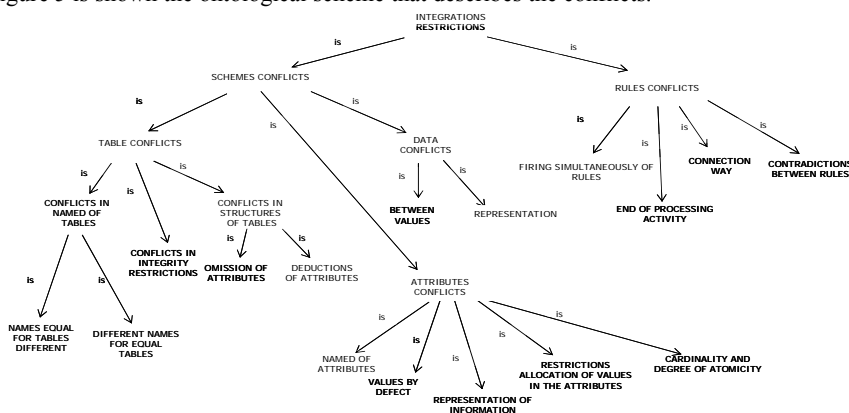 igure 3 is shown the ontological scheme that describes the conflicts.
INTEGRATIONS
RESTRICTIONS
is
is
SCHEMES CONFLICTS
RULES CONFLICTS
is
is
is
is
is
is
is
TABLE CONFLICTS
DATA
CONFLICTS
FIRING SIMULTANEOUSLY OF
RULES
CONNECTION
WAY
CONTRADICTIONS
BETWEEN RULES
is
is
is
is
is
CONFLICTS IN
NAMED OF
TABLES
CONFLICTS IN
STRUCTURES
OF TABLES
BETWEEN
VALUES
REPRESENTATION
END OF PROCESSING
ACTIVITY
is
is
CONFLICTS IN
INTEGRITY
RESTRICTIONS
OMISSION OF
ATTRIBUTES
DEDUCTIONS
OF ATTRIBUTES
is
is
ATTRIBUTES
CONFLICTS
NAMES EQUAL
FOR TABLES
DIFFERENT
DIFFERENT NAMES
FOR EQUAL
TABLES
is
is
is
is
is
NAMED OF
ATTRIBUTES
VALUES BY
DEFECT
REPRESENTATION OF
INFORMATION
RESTRICTIONS
ALLOCATION OF VALUES
IN THE ATTRIBUTES
CARDINALITY AND
DEGREE OF ATOMICITY